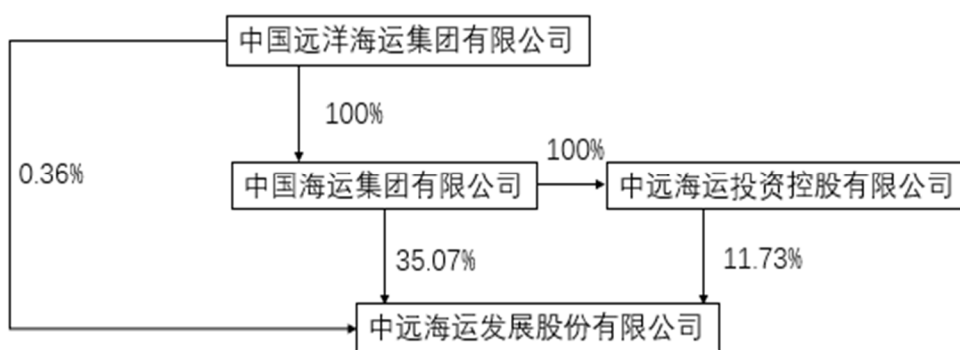 中国远洋海运集团有限公司
100%
0.36%
100%
中国海运集团有限公司
中远海运投资控股有限公司
35.07%
11.73%
中远海运发展股份有限公司